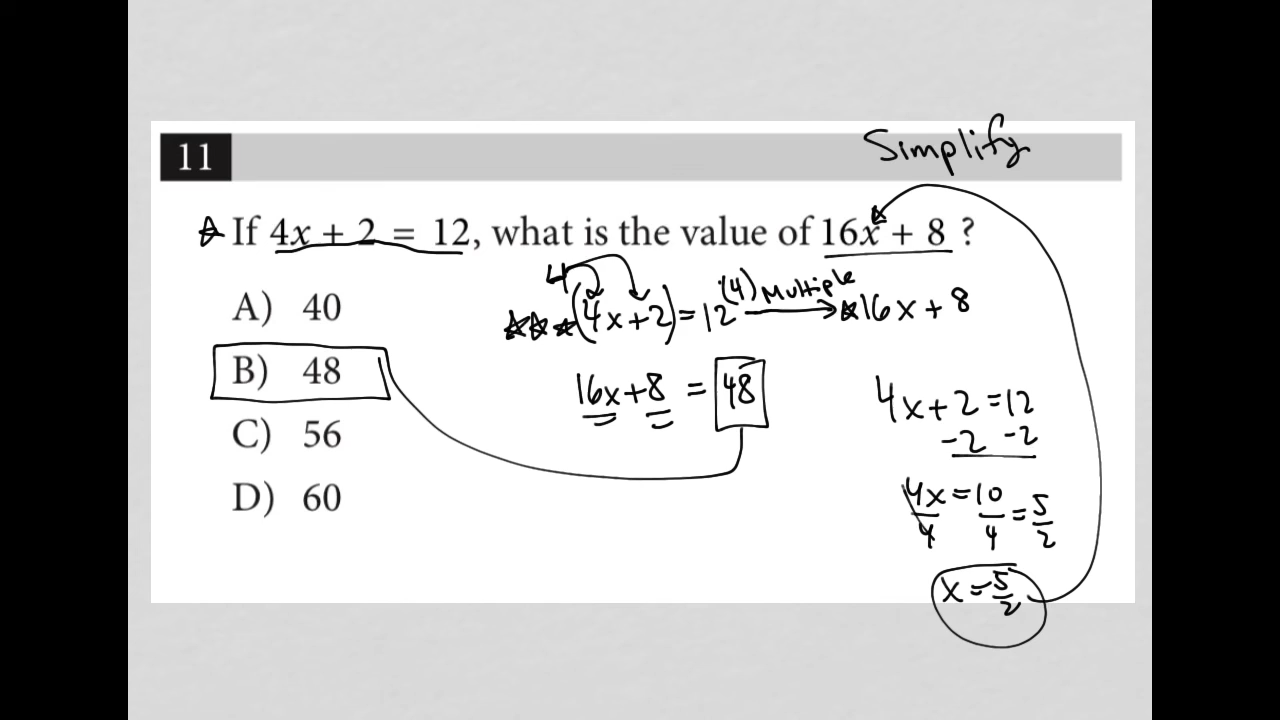 Simplify
11
If 4x + 2 = 12, what is the value of 16x + 8 ?
A) 40
B) 48
C) 56
D) 60
4(4x+2)=12(4) Multiple 16x + 8
16x+8 = 48
4x+2=12
-2 -2
4x/4=10/4=5/2
x=5/2